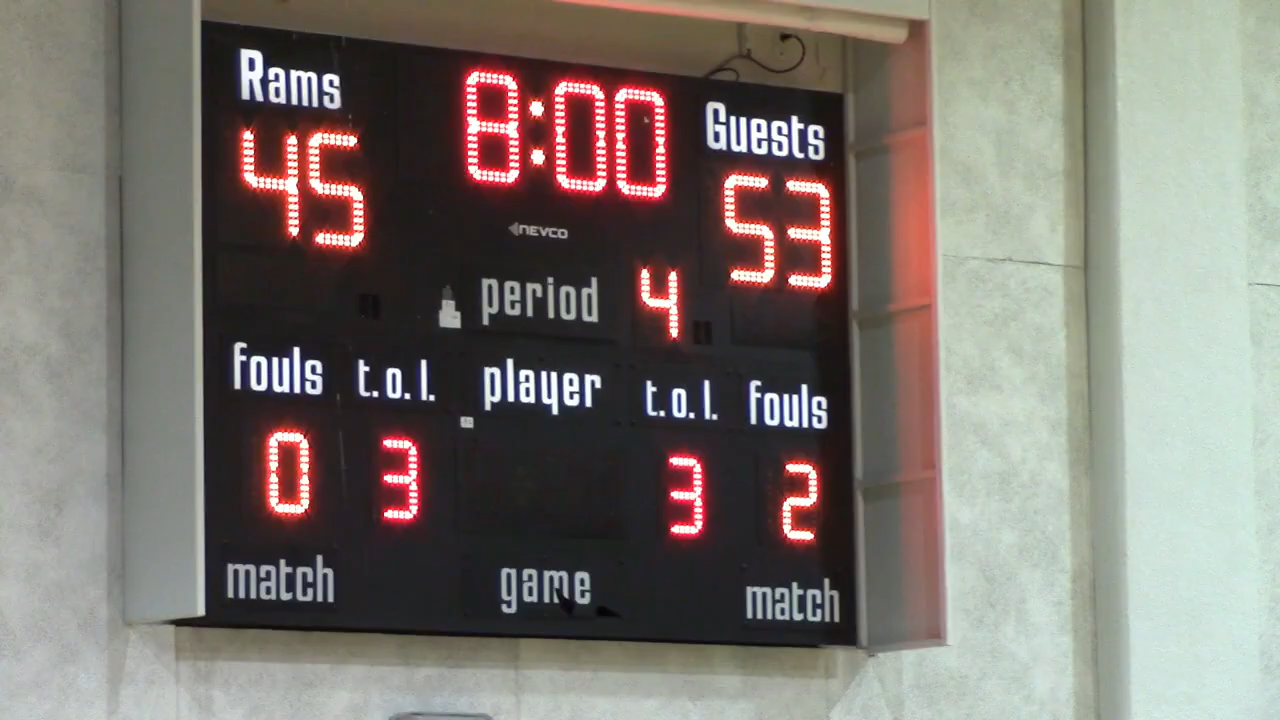 Rams 8:00 Guests
45 53
NEVCO
period 4
fouls t.o.l. player t.o.l. fouls
0 3 3 2
match game match